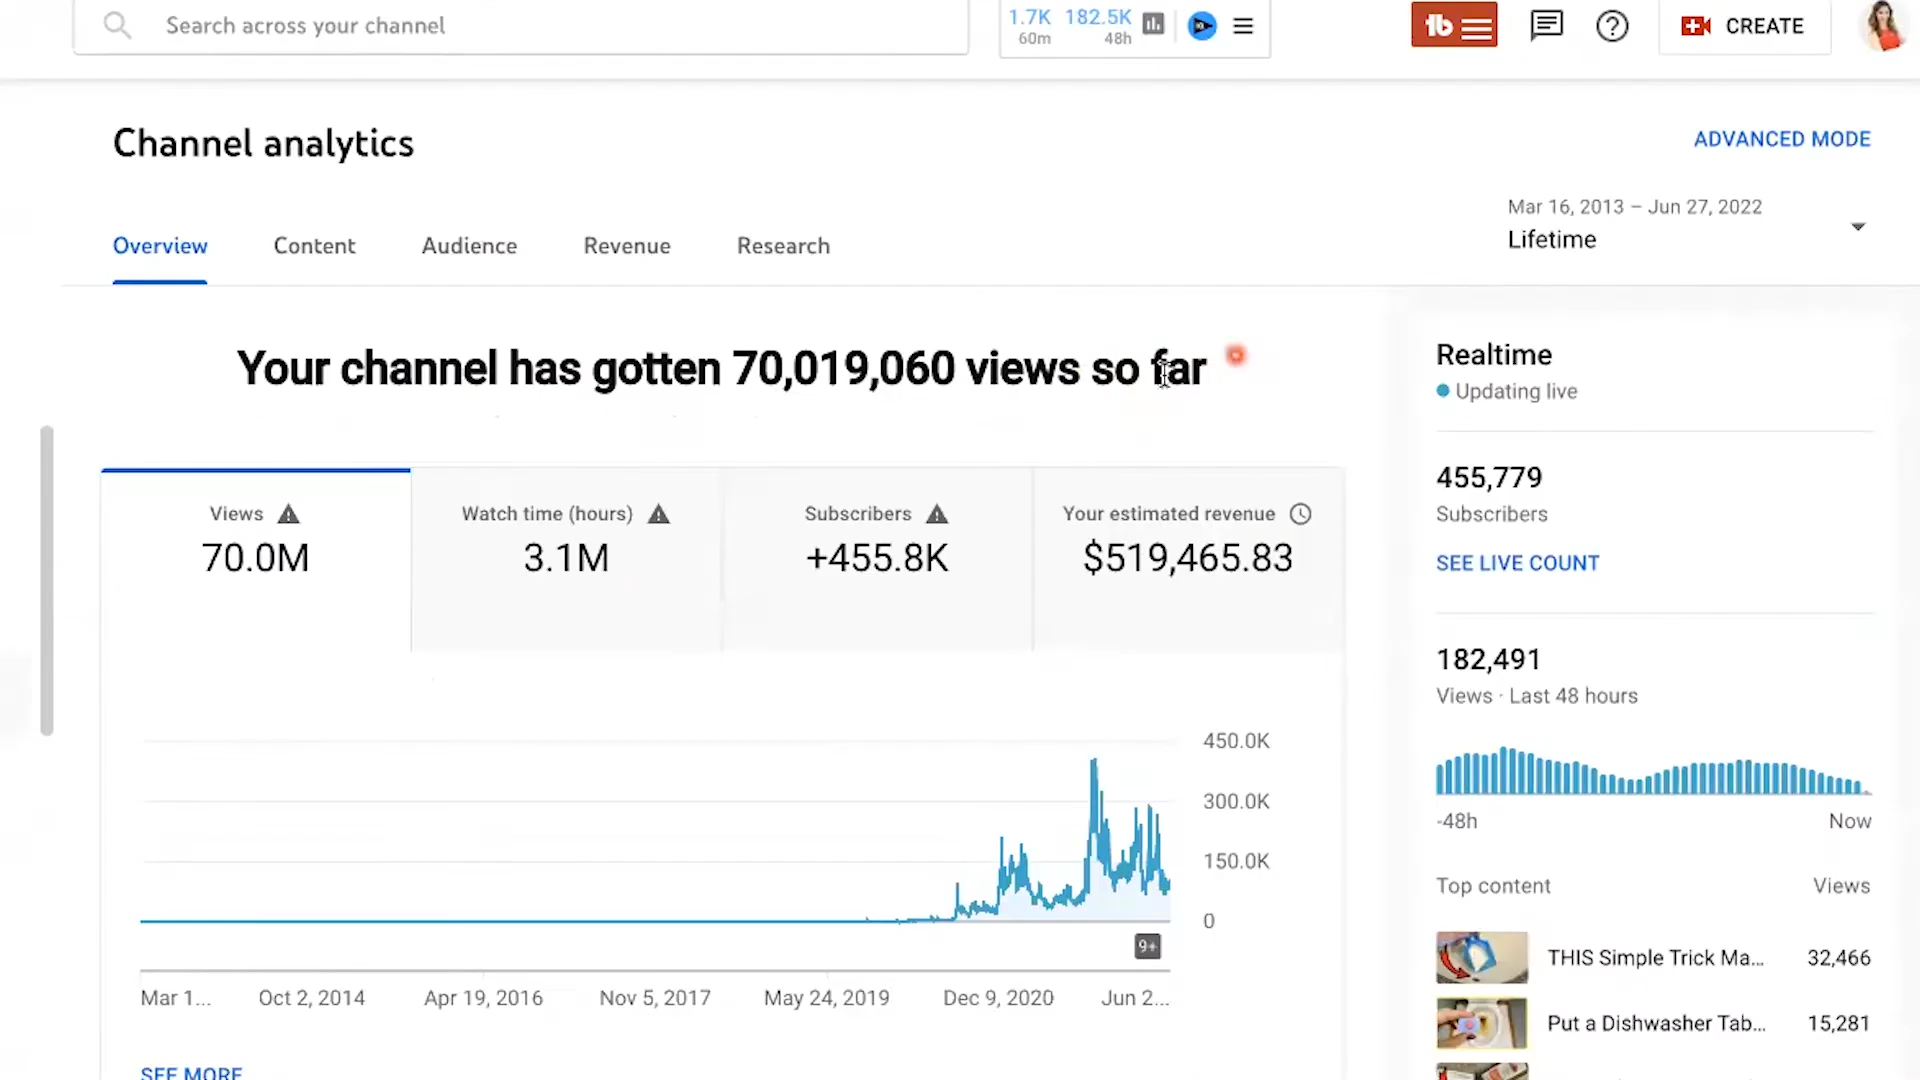 Search across your channel
1.7K 182.5K
60m 48h
CREATE
Channel analytics
ADVANCED MODE
Mar 16, 2013 – Jun 27, 2022
Lifetime
Overview Content Audience Revenue Research
Your channel has gotten 70,019,060 views so far
Views
70.0M
Watch time (hours)
3.1M
Subscribers
+455.8K
Your estimated revenue
$519,465.83
450.0K
300.0K
150.0K
0
9+
Mar 1... Oct 2, 2014 Apr 19, 2016 Nov 5, 2017 May 24, 2019 Dec 9, 2020 Jun 2...
SEE MORE
Realtime
Updating live
455,779
Subscribers
SEE LIVE COUNT
182,491
Views · Last 48 hours
-48h Now
Top content Views
THIS Simple Trick Ma... 32,466
Put a Dishwasher Tab... 15,281